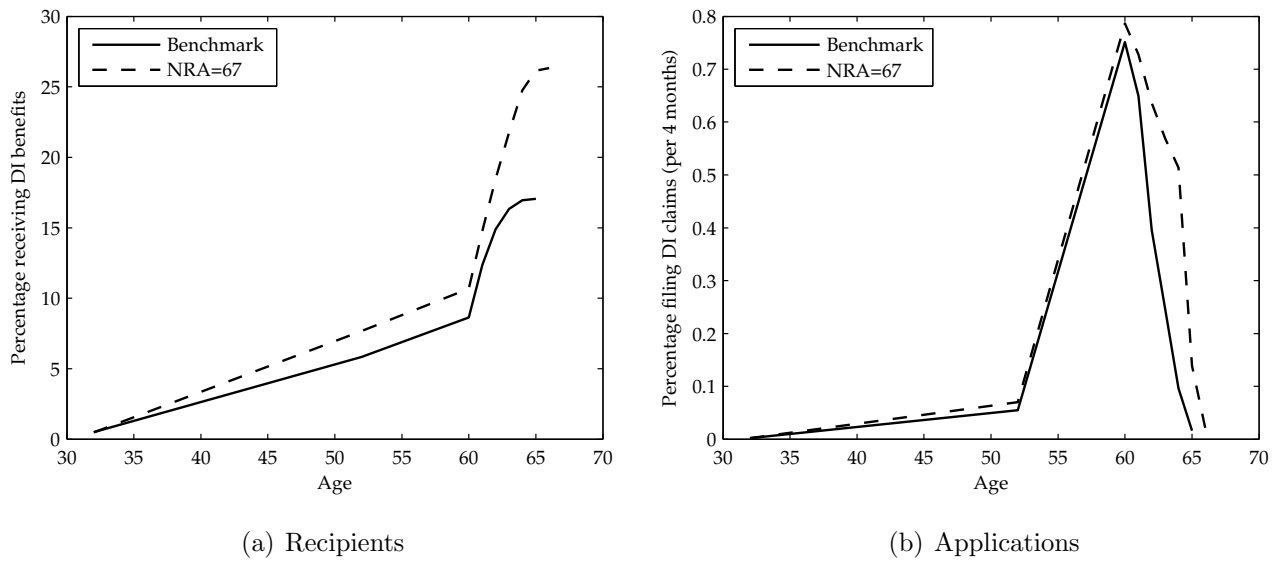 Percentage receiving DI benefits
30
25
20
15
10
5
0
Benchmark
NRA=67
30 35 40 45 50 55 60 65 70
Age
(a) Recipients
Percentage filing DI claims (per 4 months)
0.8
0.7
0.6
0.5
0.4
0.3
0.2
0.1
0
Benchmark
NRA=67
30 35 40 45 50 55 60 65 70
Age
(b) Applications